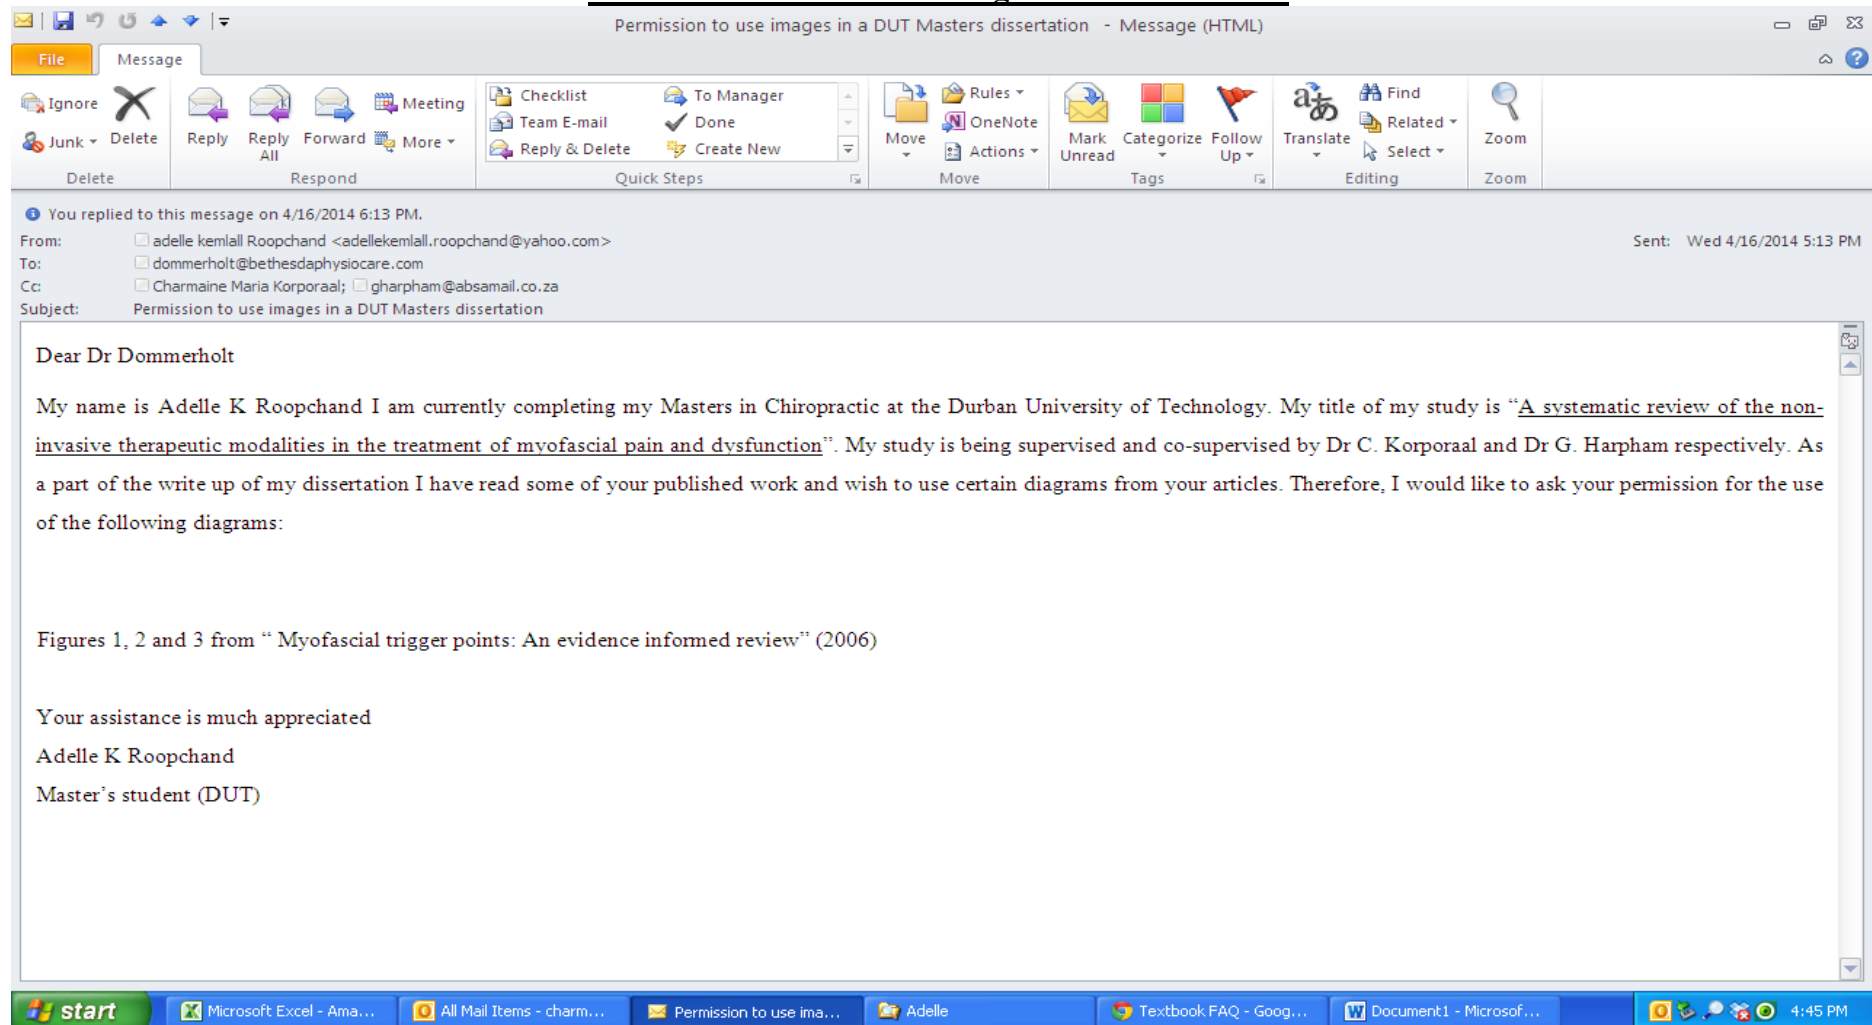 Permission to use images in a DUT Masters dissertation - Message (HTML)
File Message
Ignore
Junk
Delete
Reply
Reply All
Forward
Meeting
More
Checklist
Team E-mail
Reply & Delete
To Manager
Done
Create New
Move
Rules
OneNote
Actions
Mark Unread
Categorize
Follow Up
Translate
Find
Related
Select
Zoom
Delete Respond Quick Steps Move Tags Editing Zoom
You replied to this message on 4/16/2014 6:13 PM.
From: adelle kemlall Roopchand <adellekemlall.roopchand@yahoo.com> Sent: Wed 4/16/2014 5:13 PM
To: dommerholt@bethesdaphysiocare.com
Cc: Charmaine Maria Korporaal; gharpham@absamail.co.za
Subject: Permission to use images in a DUT Masters dissertation
Dear Dr Dommerholt
My name is Adelle K Roopchand I am currently completing my Masters in Chiropractic at the Durban University of Technology. My title of my study is “A systematic review of the non-
invasive therapeutic modalities in the treatment of myofascial pain and dysfunction”. My study is being supervised and co-supervised by Dr C. Korporaal and Dr G. Harpham respectively. As
a part of the write up of my dissertation I have read some of your published work and wish to use certain diagrams from your articles. Therefore, I would like to ask your permission for the use
of the following diagrams:
Figures 1, 2 and 3 from “ Myofascial trigger points: An evidence informed review” (2006)
Your assistance is much appreciated
Adelle K Roopchand
Master’s student (DUT)
start Microsoft Excel - Ama... All Mail Items - charm... Permission to use ima... Adelle Textbook FAQ - Goog... Document1 - Microsof... 4:45 PM